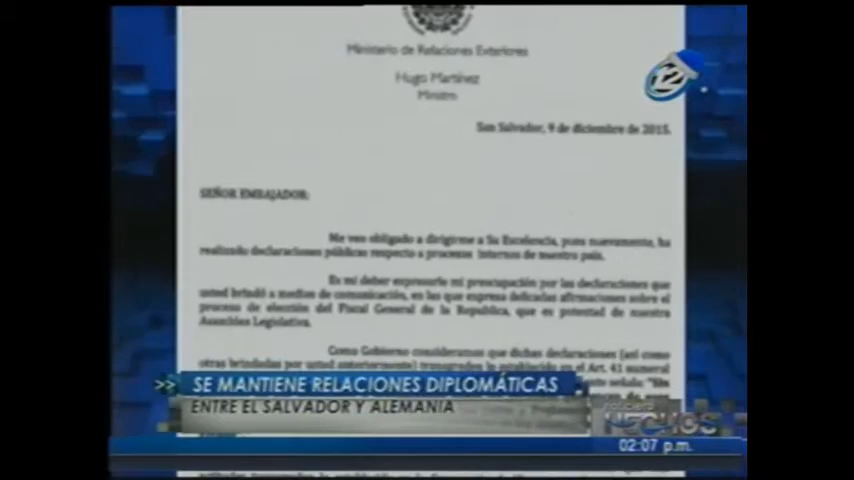 Ministerio de Relaciones Exteriores
Hugo Martínez
Ministro
12
San Salvador, 9 de diciembre de 2015.
SEÑOR EMBAJADOR:
Me veo obligado a dirigirme a Su Excelencia, pues nuevamente, ha
realizado declaraciones públicas respecto a procesos internos de nuestro país.
Es mi deber expresarle mi preocupación por las declaraciones que
usted brindó a medios de comunicación, en las que expresa delicadas afirmaciones sobre el
proceso de elección del Fiscal General de la República, que es potestad de nuestra
Asamblea Legislativa.
Como Gobierno consideramos que dichas declaraciones (así como
otras brindadas por usted anteriormente) transgreden lo establecido en el Art. 41 numeral
señala: "Sin
>> SE MANTIENE RELACIONES DIPLOMÁTICAS
ENTRE EL SALVADOR Y ALEMANIA
HECHOS
02:07 p.m.